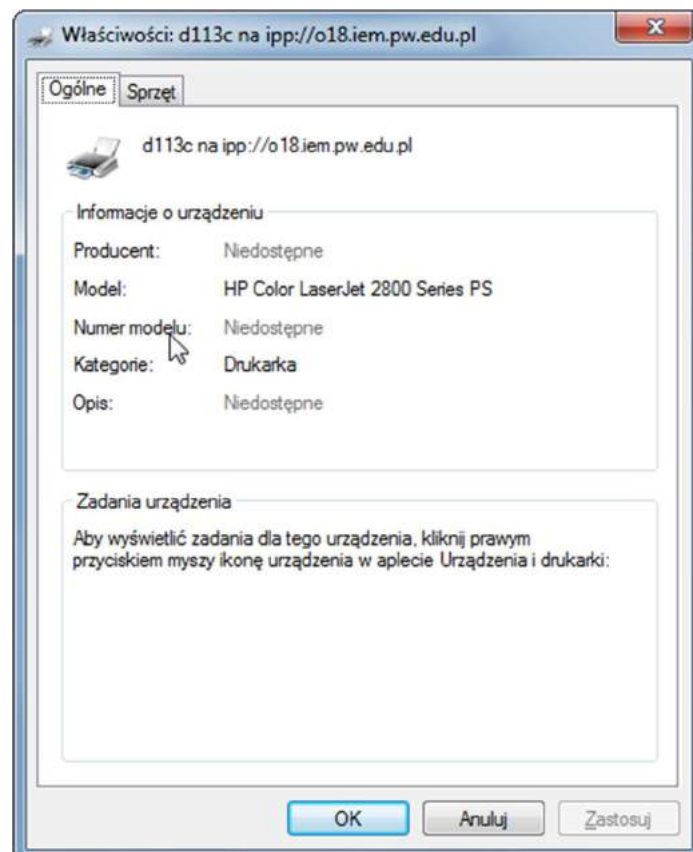 Właściwości: d113c na ipp://o18.iem.pw.edu.pl
Ogólne Sprzęt
d113c na ipp://o18.iem.pw.edu.pl
Informacje o urządzeniu
Producent: Niedostępne
Model: HP Color LaserJet 2800 Series PS
Numer modelu: Niedostępne
Kategorie: Drukarka
Opis: Niedostępne
Zadania urządzenia
Aby wyświetlić zadania dla tego urządzenia, kliknij prawym
przyciskiem myszy ikonę urządzenia w aplecie Urządzenia i drukarki:
OK Anuluj Zastosuj